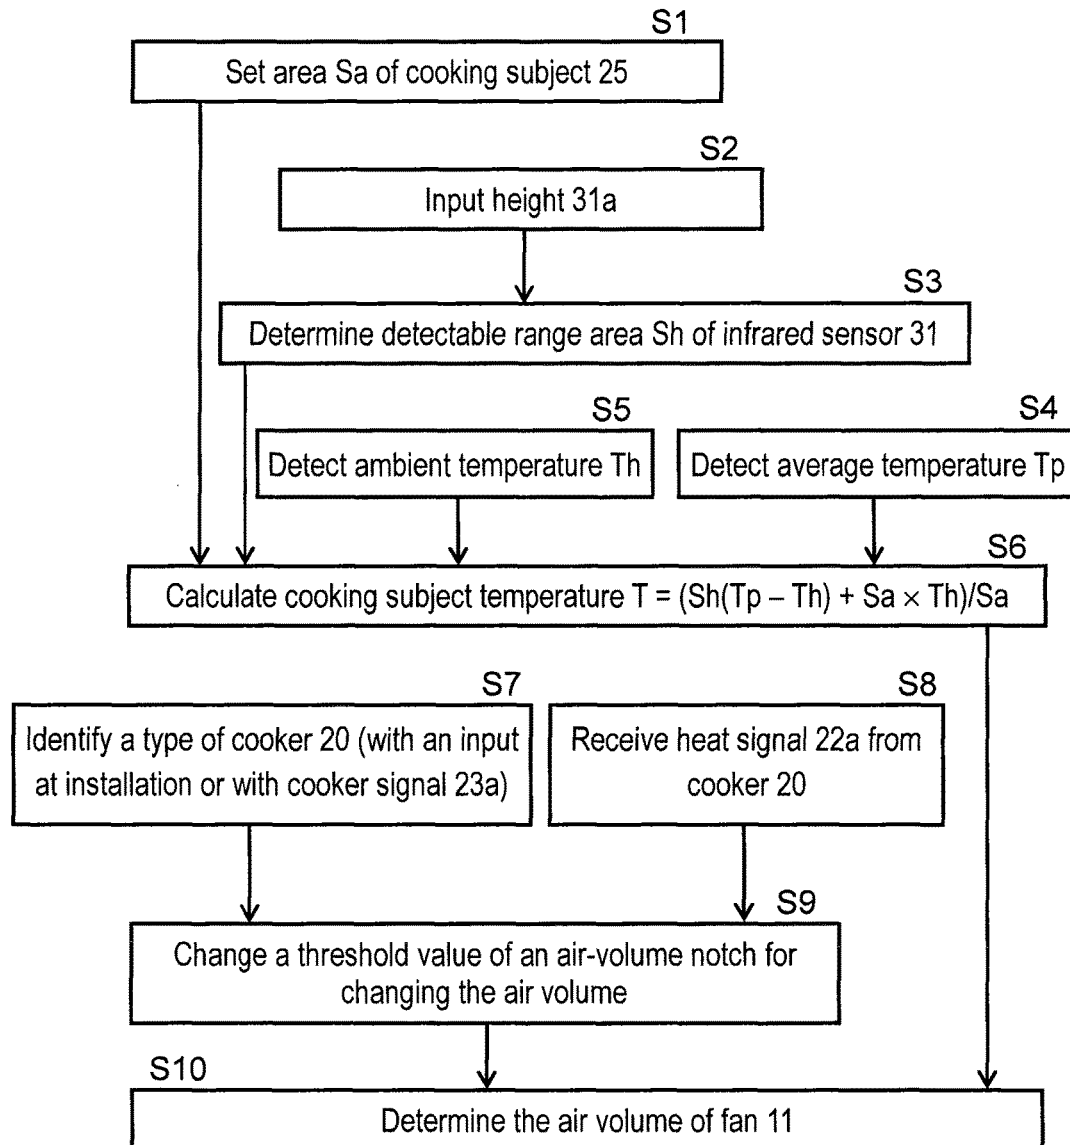 S1
Set area Sa of cooking subject 25
S2
Input height 31a
S3
Determine detectable range area Sh of infrared sensor 31
S5
Detect ambient temperature Th
S4
Detect average temperature Tp
S6
Calculate cooking subject temperature T = (Sh(Tp – Th) + Sa × Th)/Sa
S7
Identify a type of cooker 20 (with an input
at installation or with cooker signal 23a)
S8
Receive heat signal 22a from
cooker 20
S9
Change a threshold value of an air-volume notch for
changing the air volume
S10
Determine the air volume of fan 11